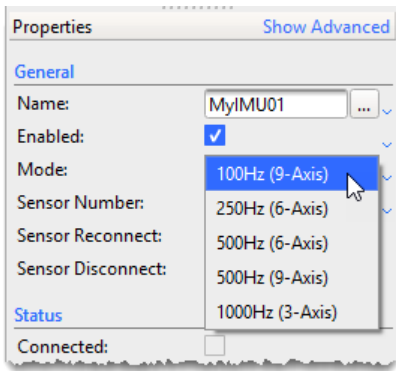 Properties Show Advanced
General
Name: MyIMU01 ...
Enabled:
Mode: 100Hz (9-Axis)
Sensor Number: 250Hz (6-Axis)
Sensor Reconnect: 500Hz (6-Axis)
Sensor Disconnect: 500Hz (9-Axis)
Status 1000Hz (3-Axis)
Connected: